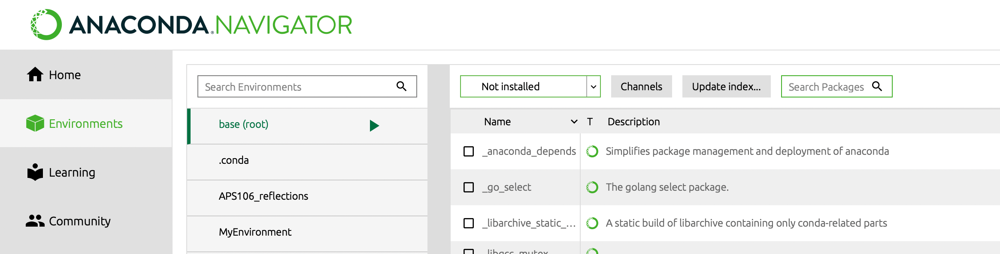 ANACONDA.NAVIGATOR
Home
Environments
Learning
Community
Search Environments
base (root)
.conda
APS106_reflections
MyEnvironment
Not installed
Channels
Update index...
Search Packages
Name T Description
_anaconda_depends Simplifies package management and deployment of anaconda
_go_select The golang select package.
_libarchive_static_... A static build of libarchive containing only conda-related parts
_libgcc_mutex